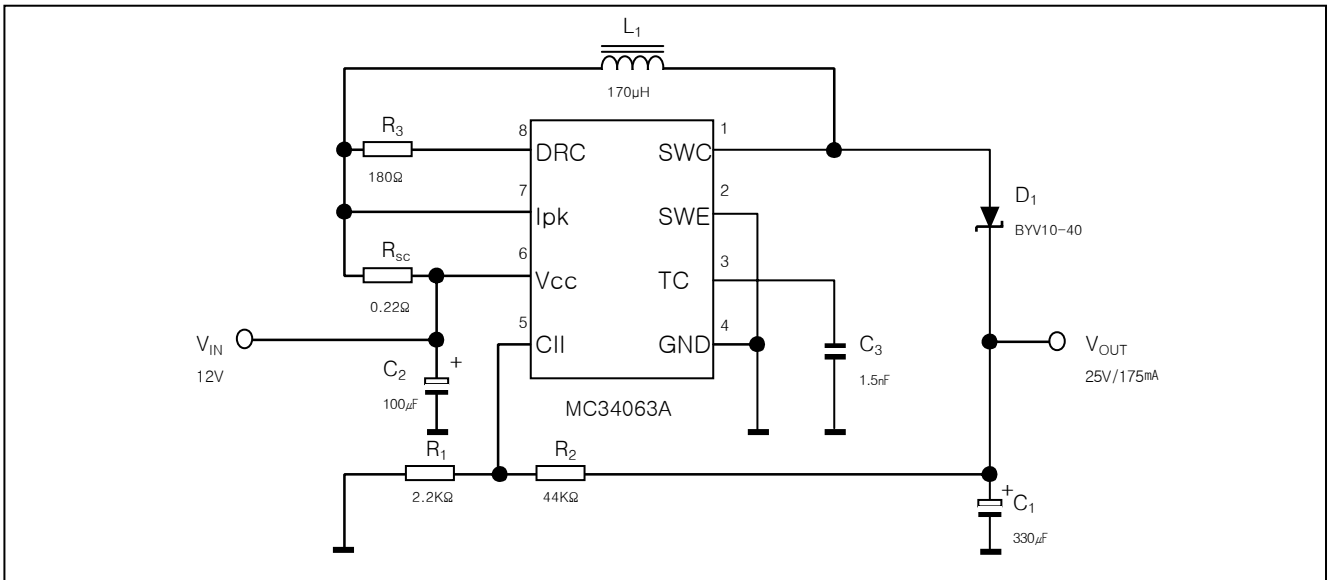 L₁
170μH
R₃
180Ω
8
DRC
1
SWC
7
Ipk
2
SWE
D₁
BYV10-40
Rsc
0.22Ω
6
Vcc
3
TC
5
CII
4
GND
C₃
1.5nF
V_IN
12V
C₂
+
100μF
V_OUT
25V/175mA
MC34063A
R₁
2.2KΩ
R₂
44KΩ
+
C₁
330μF